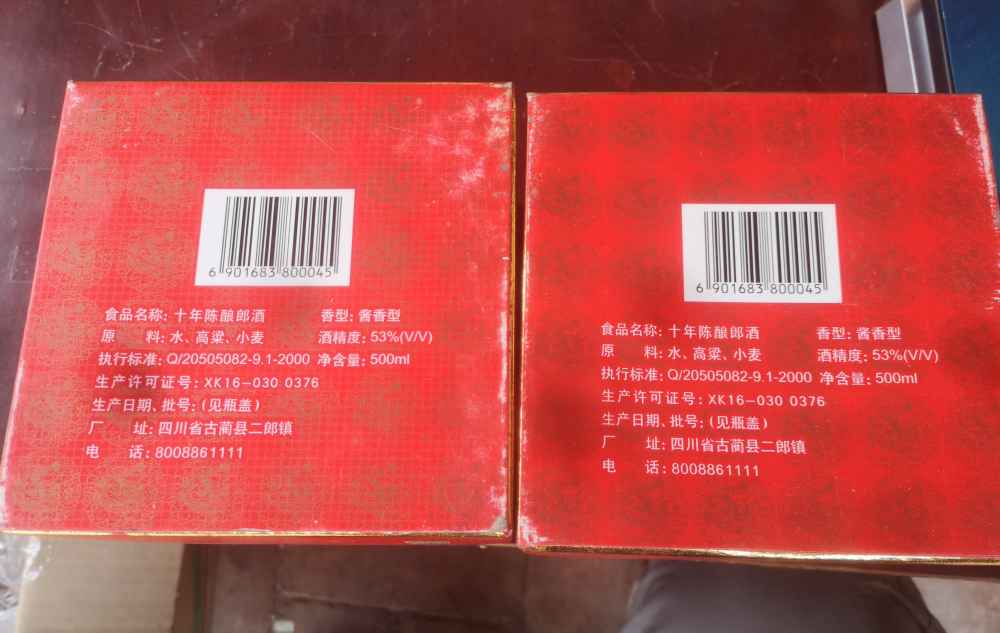 6 901683 800045
食品名称: 十年陈酿郎酒 香型: 酱香型
原 料: 水、高粱、小麦 酒精度: 53%(V/V)
执行标准: Q/20505082-9.1-2000 净含量: 500ml
生产许可证号: XK16-030 0376
生产日期、批号: (见瓶盖)
厂 址: 四川省古蔺县二郎镇
电 话: 8008861111
6 901683 800045
食品名称: 十年陈酿郎酒 香型: 酱香型
原 料: 水、高粱、小麦 酒精度: 53%(V/V)
执行标准: Q/20505082-9.1-2000 净含量: 500ml
生产许可证号: XK16-030 0376
生产日期、批号: (见瓶盖)
厂 址: 四川省古蔺县二郎镇
电 话: 8008861111